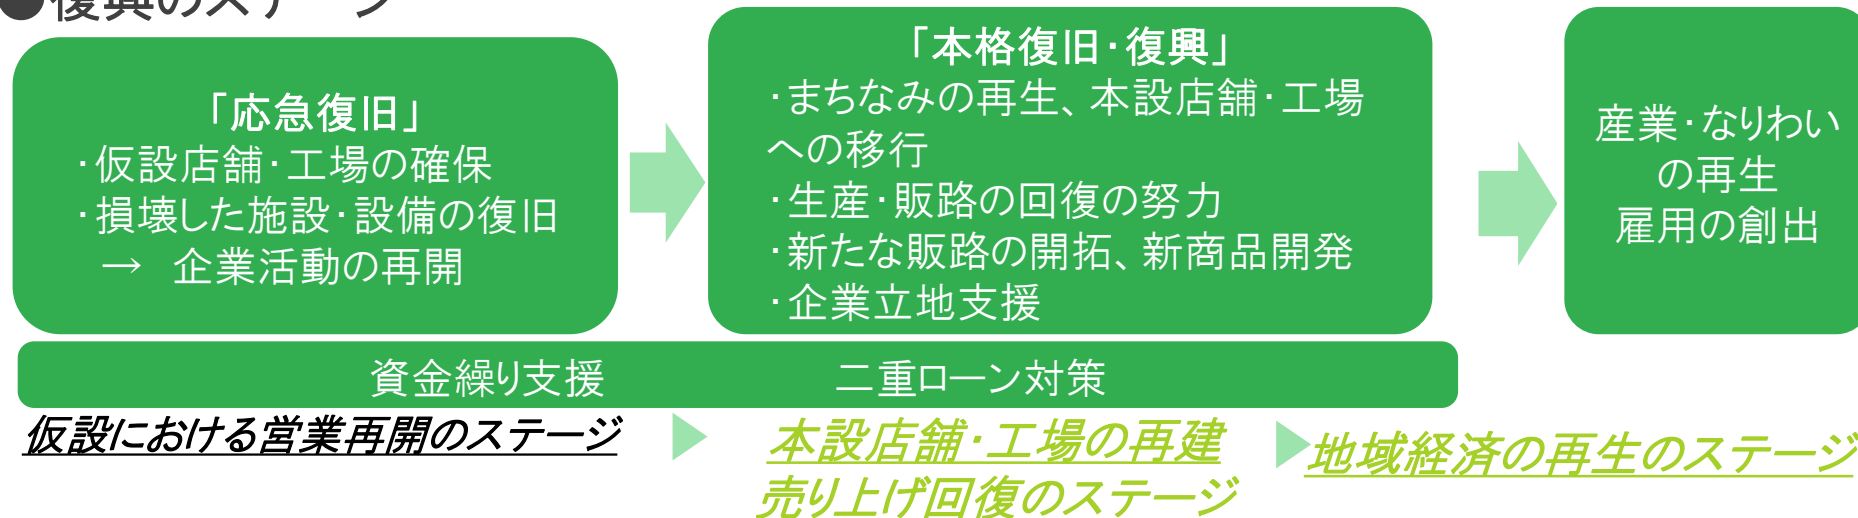 ●復興のステージ
「応急復旧」
・仮設店舗・工場の確保
・損壊した施設・設備の復旧
→ 企業活動の再開
「本格復旧・復興」
・まちなみの再生、本設店舗・工場
への移行
・生産・販路の回復の努力
・新たな販路の開拓、新商品開発
・企業立地支援
産業・なりわい
の再生
雇用の創出
資金繰り支援 二重ローン対策
仮設における営業再開のステージ
本設店舗・工場の再建
売り上げ回復のステージ
地域経済の再生のステージ